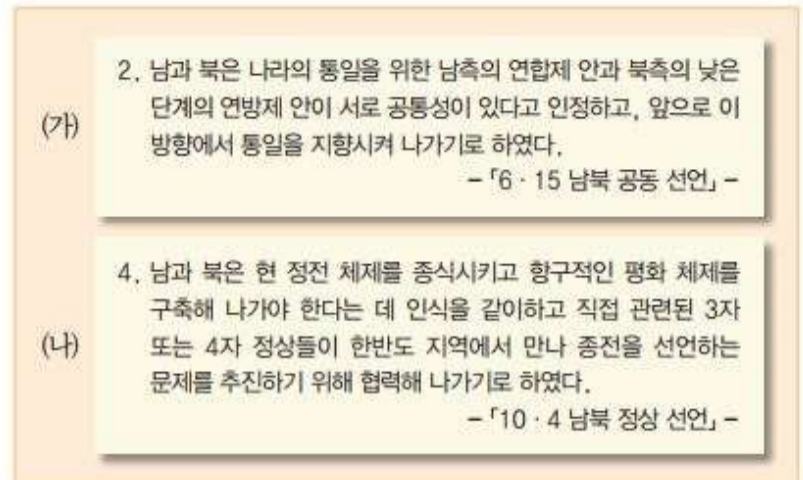 (가)
2. 남과 북은 나라의 통일을 위한 남측의 연합제 안과 북측의 낮은
단계의 연방제 안이 서로 공통성이 있다고 인정하고, 앞으로 이
방향에서 통일을 지향시켜 나가기로 하였다.
- 「6 · 15 남북 공동 선언」 -
(나)
4. 남과 북은 현 정전 체제를 종식시키고 항구적인 평화 체제를
구축해 나가야 한다는 데 인식을 같이하고 직접 관련된 3자
또는 4자 정상들이 한반도 지역에서 만나 종전을 선언하는
문제를 추진하기 위해 협력해 나가기로 하였다.
- 「10 · 4 남북 정상 선언」 -